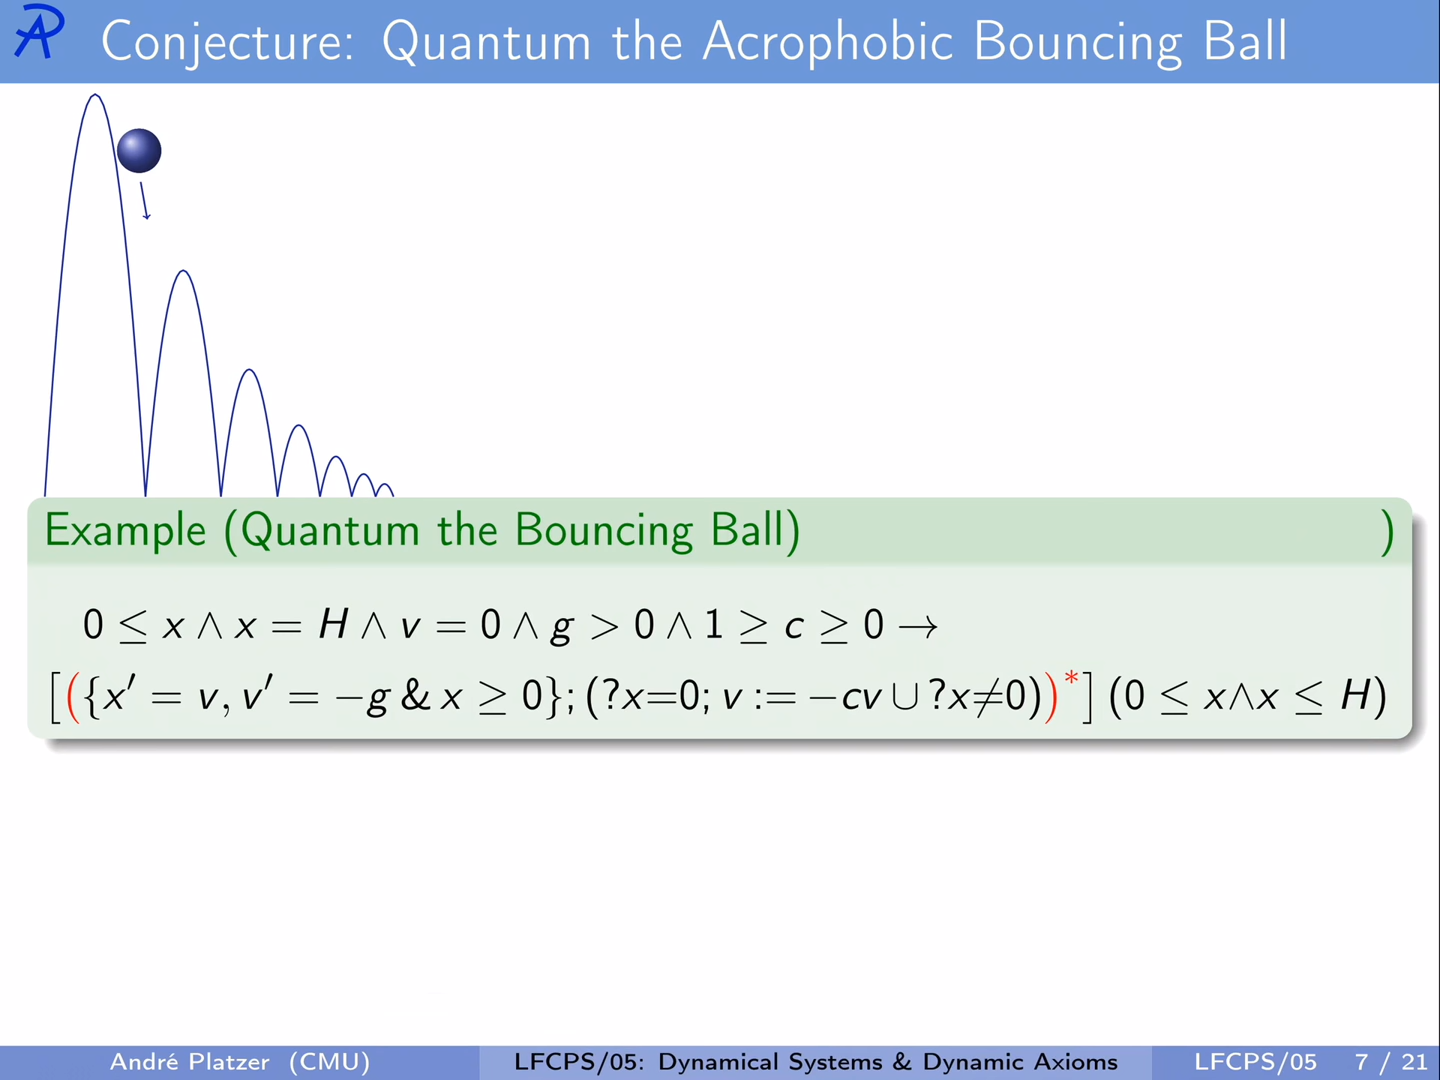 Conjecture: Quantum the Acrophobic Bouncing Ball
Example (Quantum the Bouncing Ball) )
0 ≤ x ∧ x = H ∧ v = 0 ∧ g > 0 ∧ 1 ≥ c ≥ 0 →
[({x′ = v, v′ = −g & x ≥ 0}; (?x=0; v := −cv ∪ ?x≠0))*] (0 ≤ x∧x ≤ H)
André Platzer (CMU) LFCPS/05: Dynamical Systems & Dynamic Axioms LFCPS/05 7 / 21